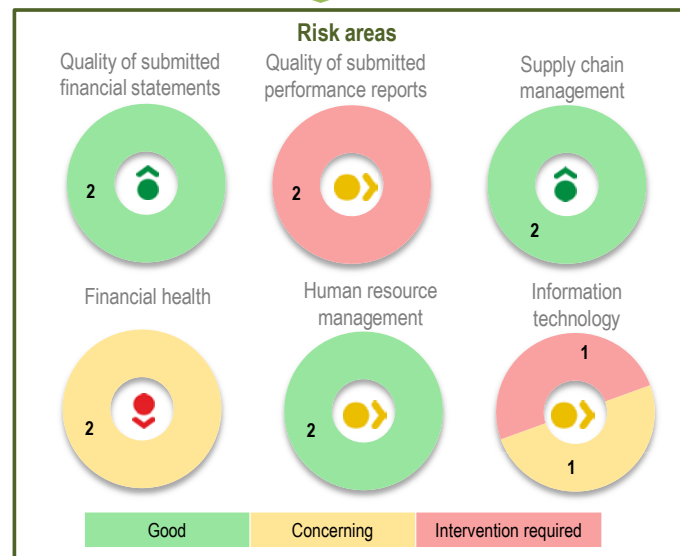 Risk areas
Quality of submitted
financial statements
Quality of submitted
performance reports
Supply chain
management
2
2
2
Financial health
Human resource
management
Information
technology
2
2
1
1
Good
Concerning
Intervention required